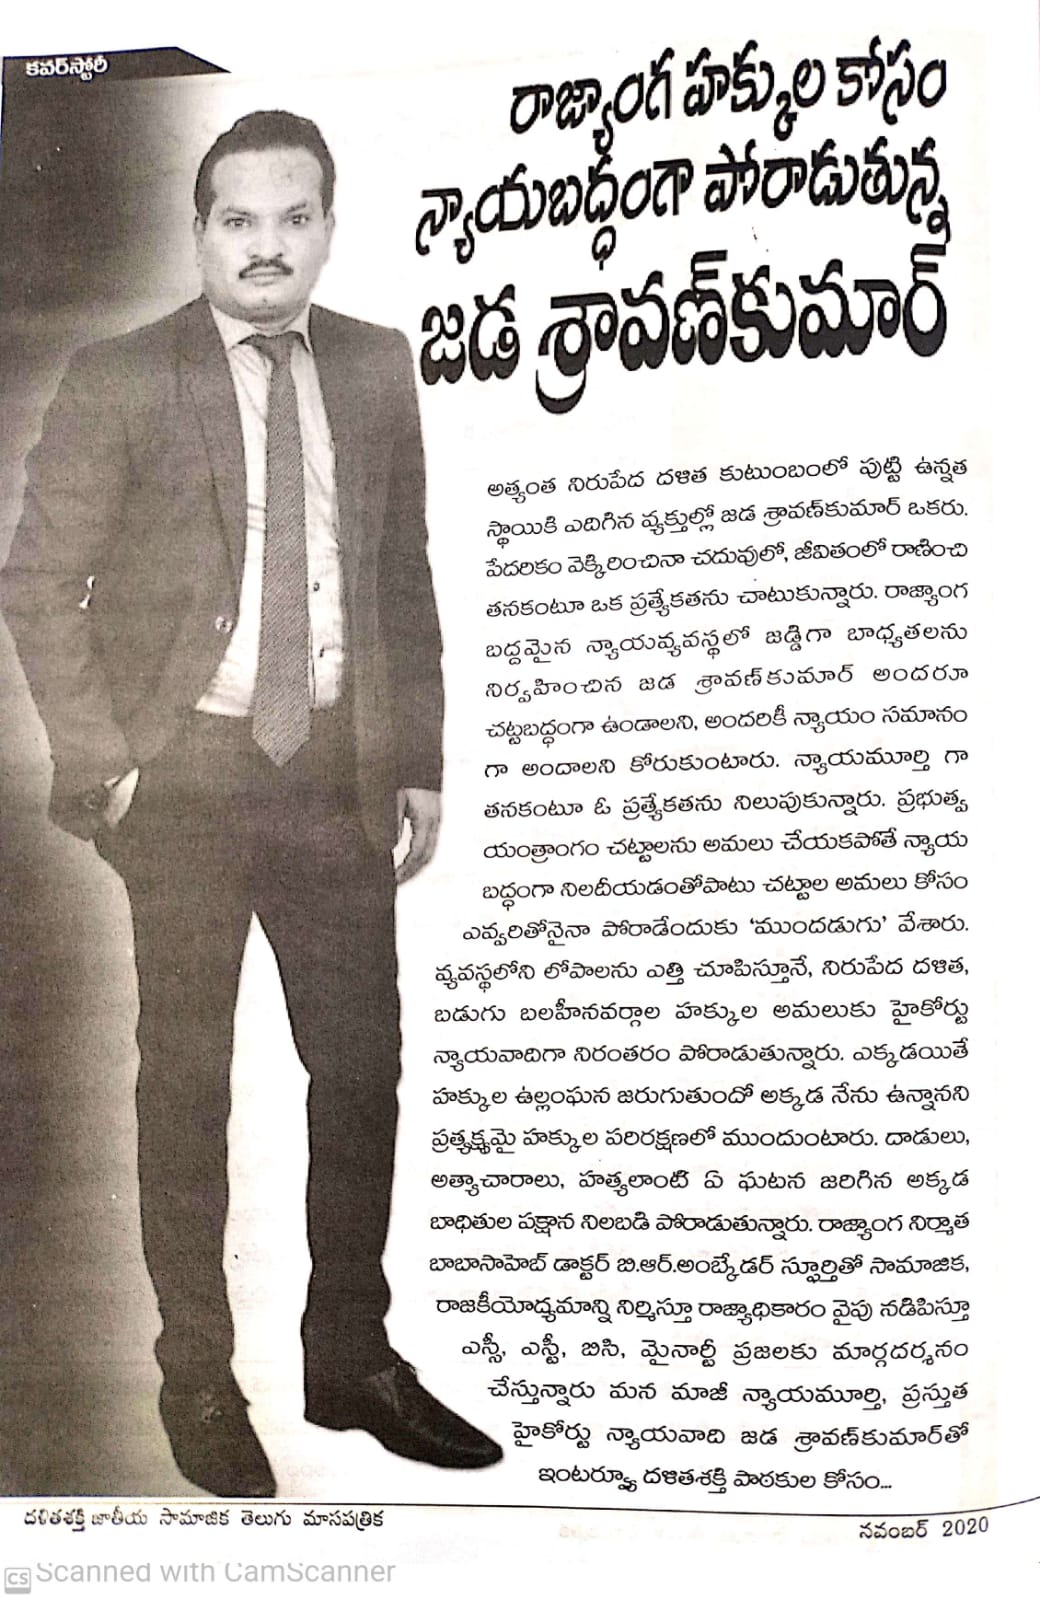 కవర్‌స్టోరీ
రాజ్యాంగ హక్కుల కోసం
న్యాయబద్ధంగా పోరాడుతున్న
జడ శ్రావణ్‌కుమార్
అత్యంత నిరుపేద దళిత కుటుంబంలో పుట్టి ఉన్నత
స్థాయికి ఎదిగిన వ్యక్తుల్లో జడ శ్రావణ్‌కుమార్ ఒకరు.
పేదరికం వెక్కిరించినా చదువులో, జీవితంలో రాణించి
తనకంటూ ఒక ప్రత్యేకతను చాటుకున్నారు. రాజ్యాంగ
బద్దమైన న్యాయవ్యవస్థలో జడ్జిగా బాధ్యతలను
నిర్వహించిన జడ శ్రావణ్‌కుమార్ అందరూ
చట్టబద్ధంగా ఉండాలని, అందరికీ న్యాయం సమానం
గా అందాలని కోరుకుంటారు. న్యాయమూర్తి గా
తనకంటూ ఓ ప్రత్యేకతను నిలుపుకున్నారు. ప్రభుత్వ
యంత్రాంగం చట్టాలను అమలు చేయకపోతే న్యాయ
బద్ధంగా నిలదీయడంతోపాటు చట్టాల అమలు కోసం
ఎవ్వరితోనైనా పోరాడేందుకు ‘ముందడుగు’ వేశారు.
వ్యవస్థలోని లోపాలను ఎత్తి చూపిస్తూనే, నిరుపేద దళిత,
బడుగు బలహీనవర్గాల హక్కుల అమలుకు హైకోర్టు
న్యాయవాదిగా నిరంతరం పోరాడుతున్నారు. ఎక్కడయితే
హక్కుల ఉల్లంఘన జరుగుతుందో అక్కడ నేను ఉన్నానని
ప్రత్యక్ష్యమై హక్కుల పరిరక్షణలో ముందుంటారు. దాడులు,
అత్యాచారాలు, హత్యలాంటి ఏ ఘటన జరిగిన అక్కడ
బాధితుల పక్షాన నిలబడి పోరాడుతున్నారు. రాజ్యాంగ నిర్మాత
బాబాసాహెబ్ డాక్టర్ బి.ఆర్.అంబ్కేడర్ స్ఫూర్తితో సామాజిక,
రాజకీయోద్యమాన్ని నిర్మిస్తూ రాజ్యాధికారం వైపు నడిపిస్తూ
ఎస్సీ, ఎస్టీ, బిసి, మైనార్టీ ప్రజలకు మార్గదర్శనం
చేస్తున్నారు మన మాజీ న్యాయమూర్తి, ప్రస్తుత
హైకోర్టు న్యాయవాది జడ శ్రావణ్‌కుమార్‌తో
ఇంటర్వ్యూ దళితశక్తి పాఠకుల కోసం...
దళితశక్తి జాతీయ సామాజిక తెలుగు మాసపత్రిక
నవంబర్ 2020
CS Scanned with CamScanner